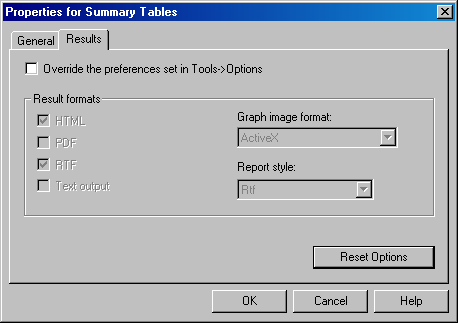 Properties for Summary Tables
General
Results
Override the preferences set in Tools->Options
Result formats
HTML
PDF
RTF
Text output
Graph image format:
ActiveX
Report style:
Rtf
Reset Options
OK
Cancel
Help